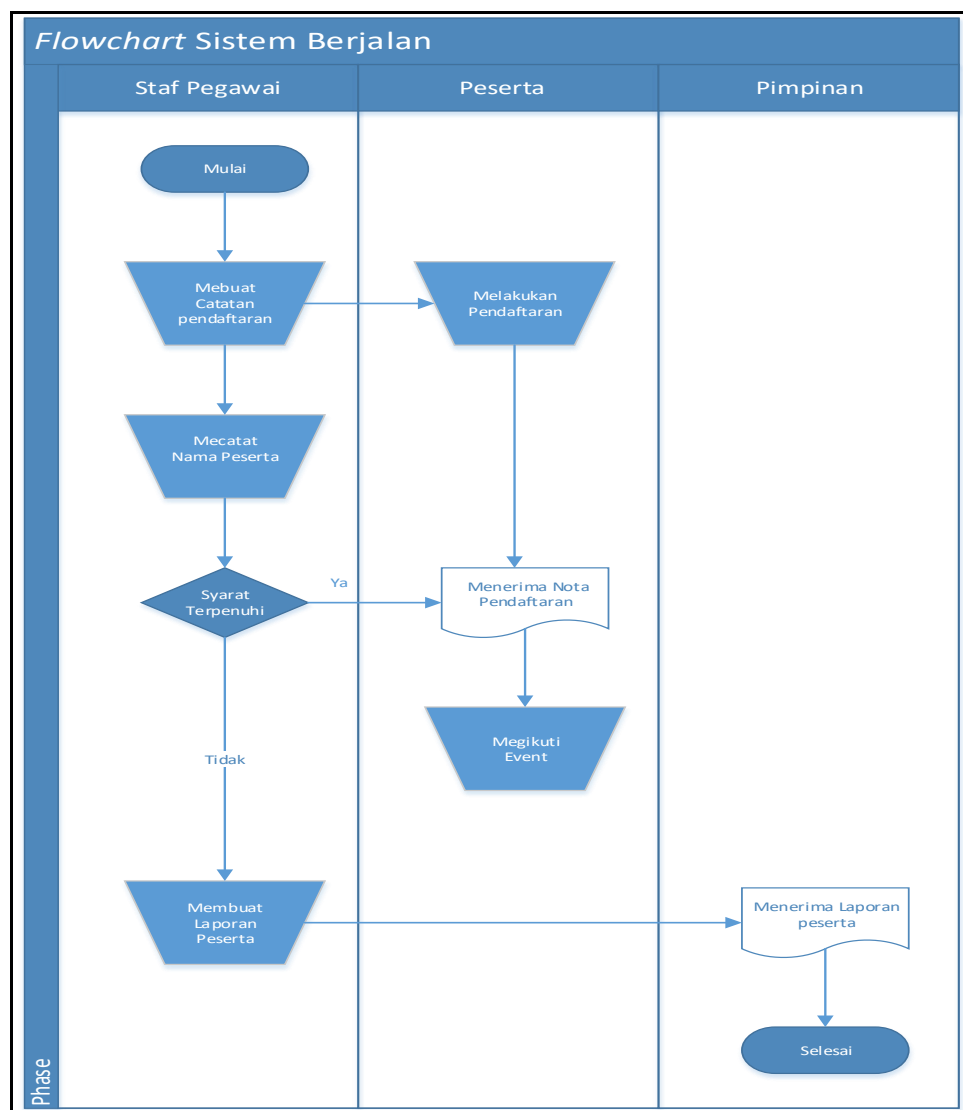 Flowchart Sistem Berjalan
Staf Pegawai
Peserta
Pimpinan
Mulai
Mebuat
Catatan
pendaftaran
Melakukan
Pendaftaran
Mecatat
Nama Peserta
Syarat
Terpenuhi
Ya
Menerima Nota
Pendaftaran
Megikuti
Event
Tidak
Membuat
Laporan
Peserta
Menerima Laporan
peserta
Selesai
Phase